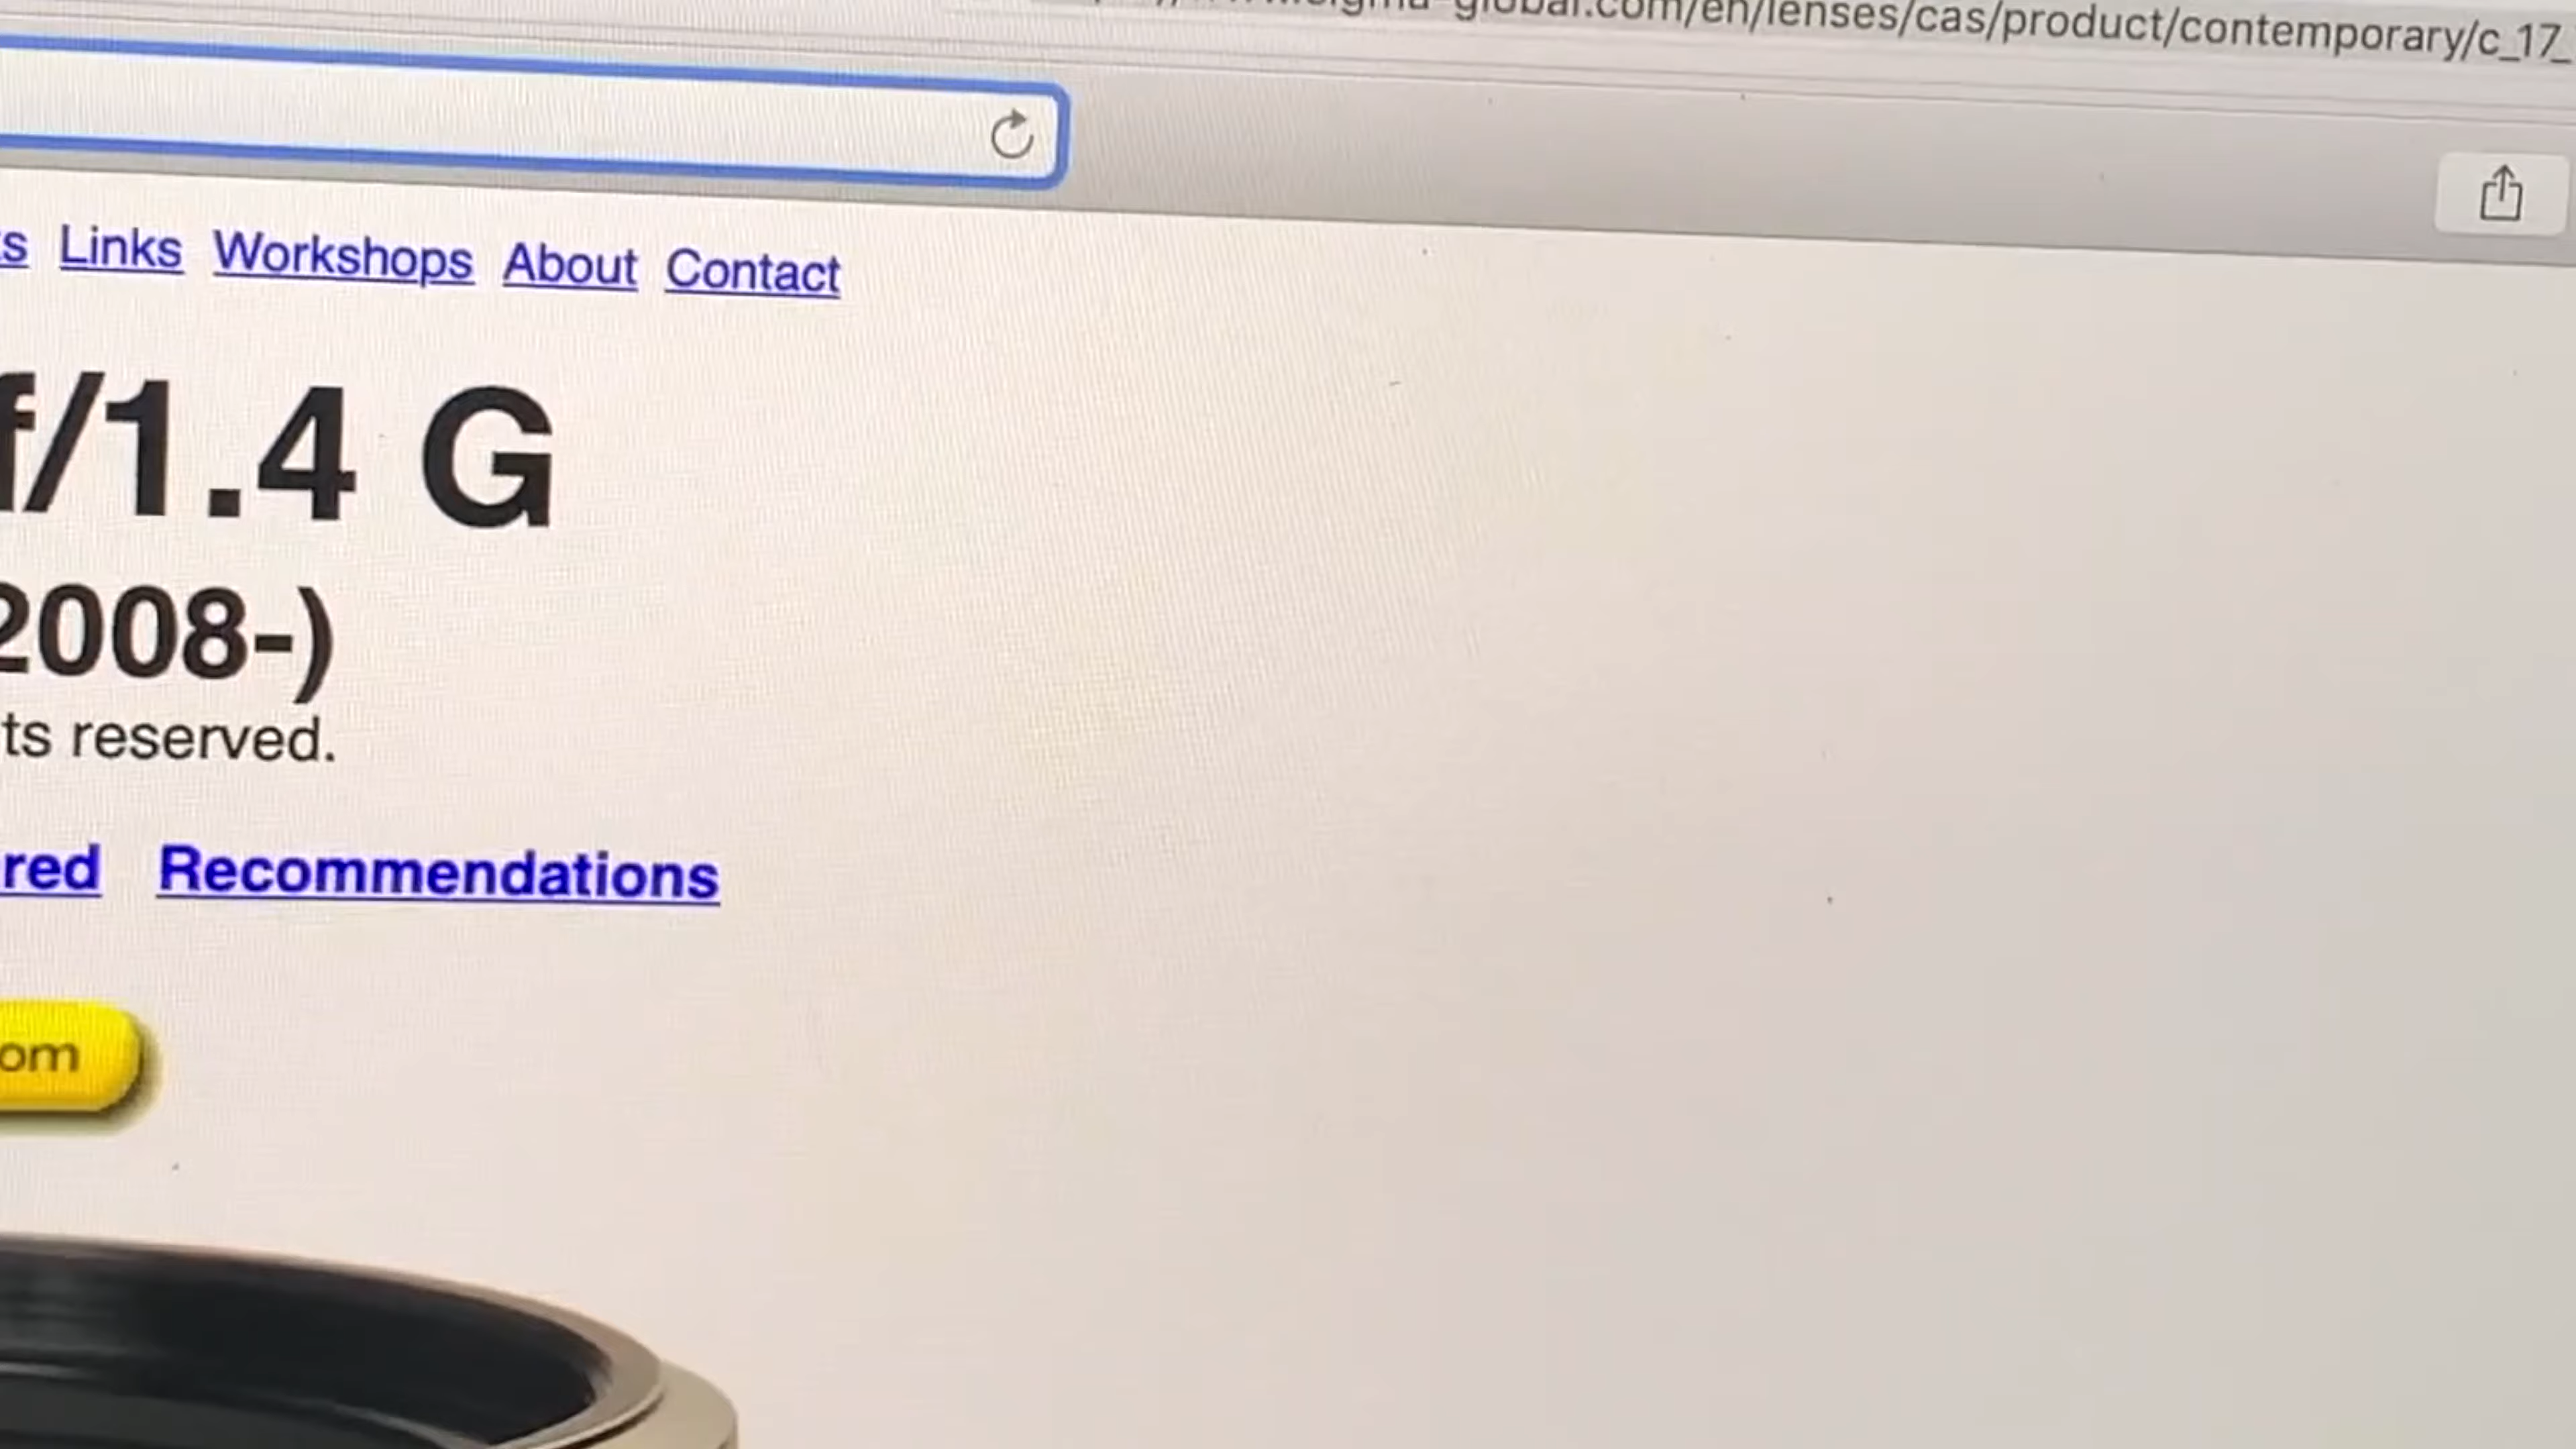 global.com/en/lenses/cas/product/contemporary/c_17_
s Links Workshops About Contact
f/1.4 G
2008-)
ts reserved.
red Recommendations
om